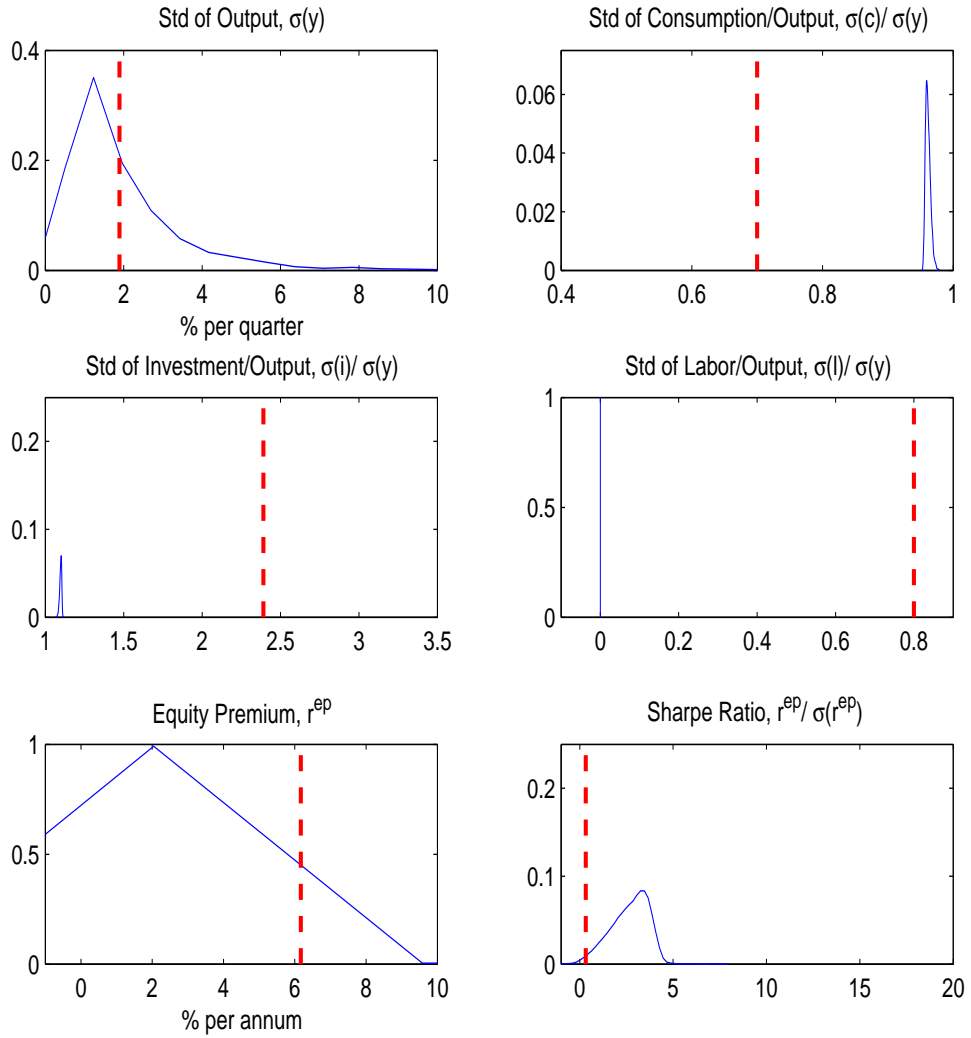 Std of Output, σ(y)
0.4
0.2
0
0 2 4 6 8 10
% per quarter
Std of Consumption/Output, σ(c)/ σ(y)
0.06
0.04
0.02
0
0.4 0.6 0.8 1
Std of Investment/Output, σ(i)/ σ(y)
0.2
0.1
0
1 1.5 2 2.5 3 3.5
Std of Labor/Output, σ(l)/ σ(y)
1
0.5
0
0 0.2 0.4 0.6 0.8
Equity Premium, r^ep
1
0.5
0
0 2 4 6 8 10
% per annum
Sharpe Ratio, r^ep/ σ(r^ep)
0.2
0.1
0
0 5 10 15 20